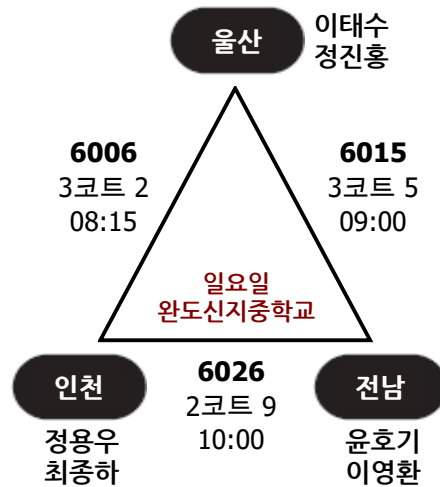 울산
이태수
정진홍
6006
3코트 2
08:15
6015
3코트 5
09:00
일요일
완도신지중학교
인천
정용우
최종하
6026
2코트 9
10:00
전남
윤호기
이영환